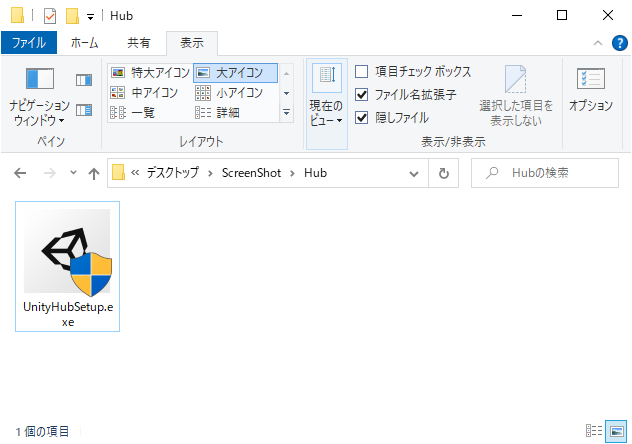 Hub
ファイル
ホーム
共有
表示
ナビゲーション
ウィンドウ
ペイン
特大アイコン
大アイコン
中アイコン
小アイコン
一覧
詳細
レイアウト
現在の
ビュー
項目チェック ボックス
ファイル名拡張子
隠しファイル
選択した項目を
表示しない
表示/非表示
オプション
« デスクトップ > ScreenShot > Hub
Hubの検索
UnityHubSetup.e
xe
1 個の項目